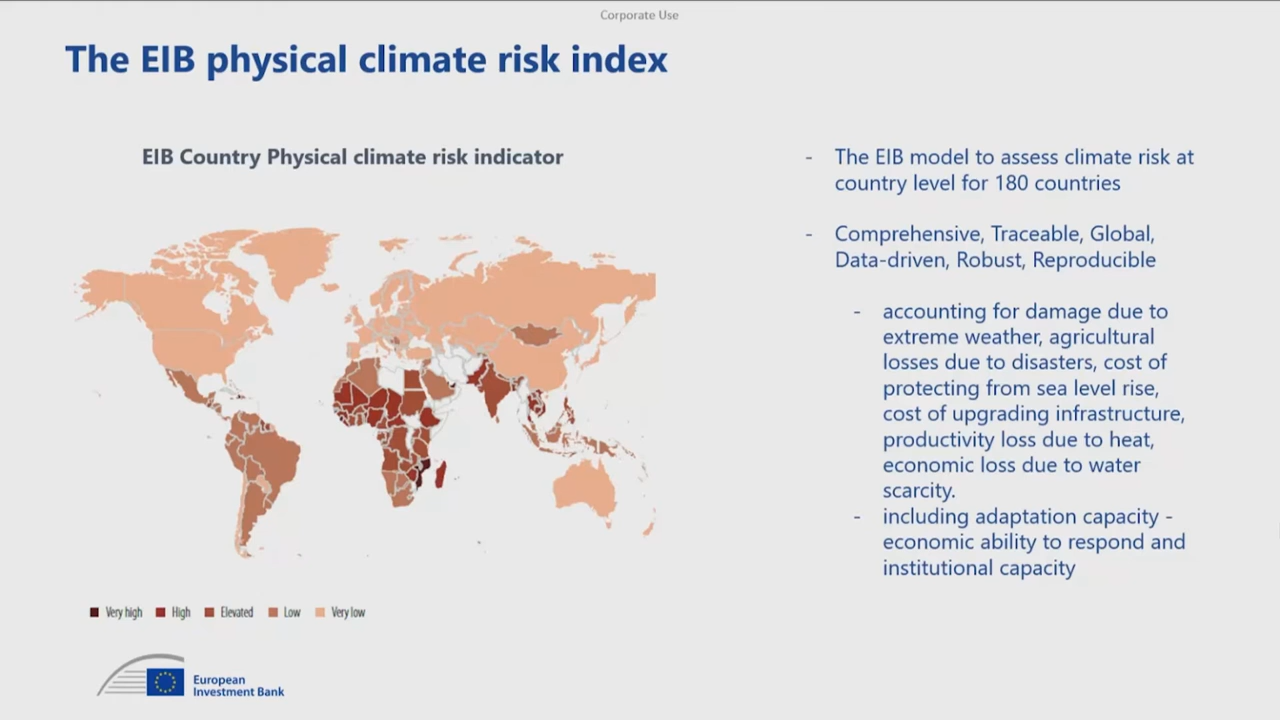 Corporate Use
The EIB physical climate risk index
EIB Country Physical climate risk indicator
Very high High Elevated Low Very low
- The EIB model to assess climate risk at
country level for 180 countries
- Comprehensive, Traceable, Global,
Data-driven, Robust, Reproducible
- accounting for damage due to
extreme weather, agricultural
losses due to disasters, cost of
protecting from sea level rise,
cost of upgrading infrastructure,
productivity loss due to heat,
economic loss due to water
scarcity.
- including adaptation capacity -
economic ability to respond and
institutional capacity
European
Investment Bank